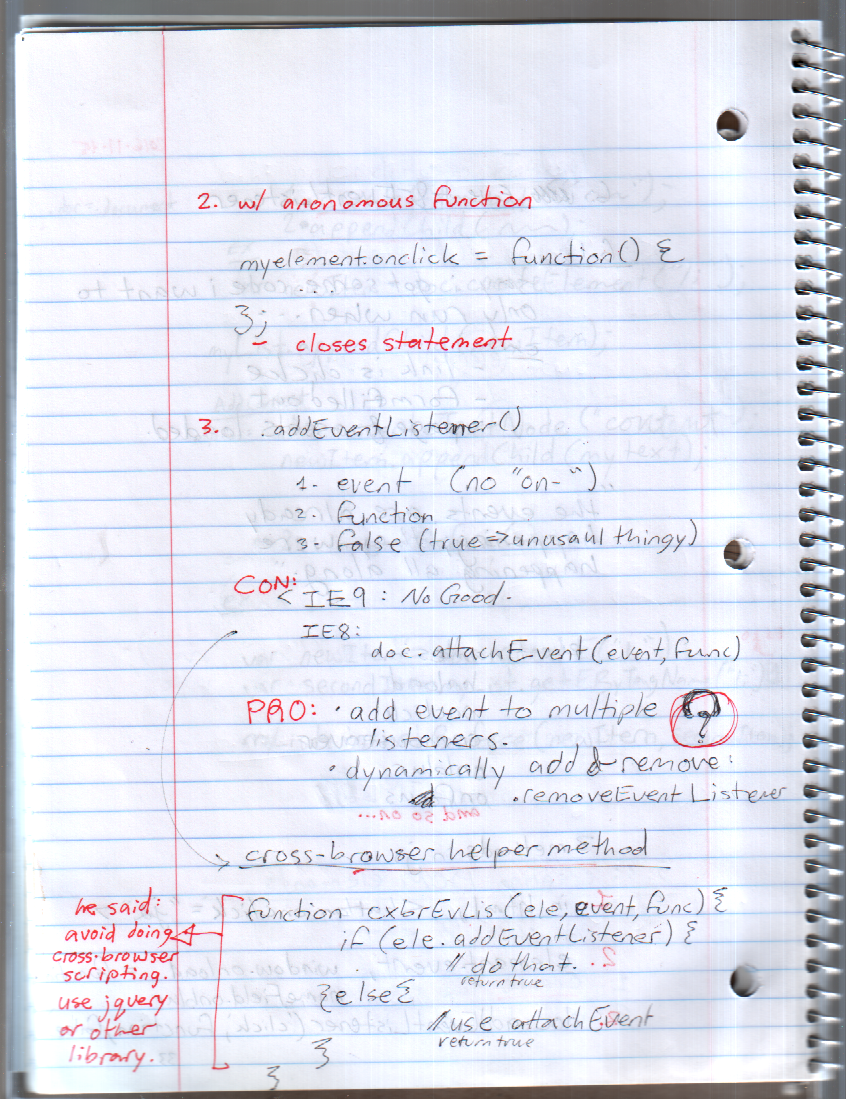 2. w/ anonomous function
myelement.onclick = function() {
. . .
};
– closes statement
3. .addEventListener()
1. event (no "on-")
2. function
3. false (true => unusaul thingy)
CON:
< IE9 : No Good.
IE8:
doc. attachEvent(event, func)
PRO: • add event to multiple ?
listeners.
• dynamically add & remove:
.removeEventListener
cross-browser helper method
function cxbrEvLis (ele, event, func) {
if (ele.addEventListener) {
// do that.
return true
}else{
// use attachEvent
return true
}
}
he said:
avoid doing
cross-browser
scripting.
use jquery
or other
library.